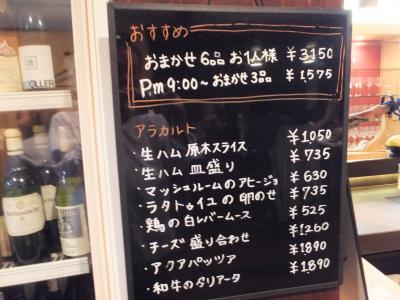 おすすめ
おまかせ 6品 お1人様 ¥3150
P.m 9:00~ おまかせ 3品 ¥1575
アラカルト
・生ハム 原木スライス ¥1050
・生ハム 皿盛り ¥735
・マッシュルームのアヒージョ ¥630
・ラタトゥイユの卵のせ ¥735
・鶏の白レバームース ¥525
・チーズ盛り合わせ ¥1260
・アクアパッツァ ¥1890
・和牛のタリアータ ¥1890